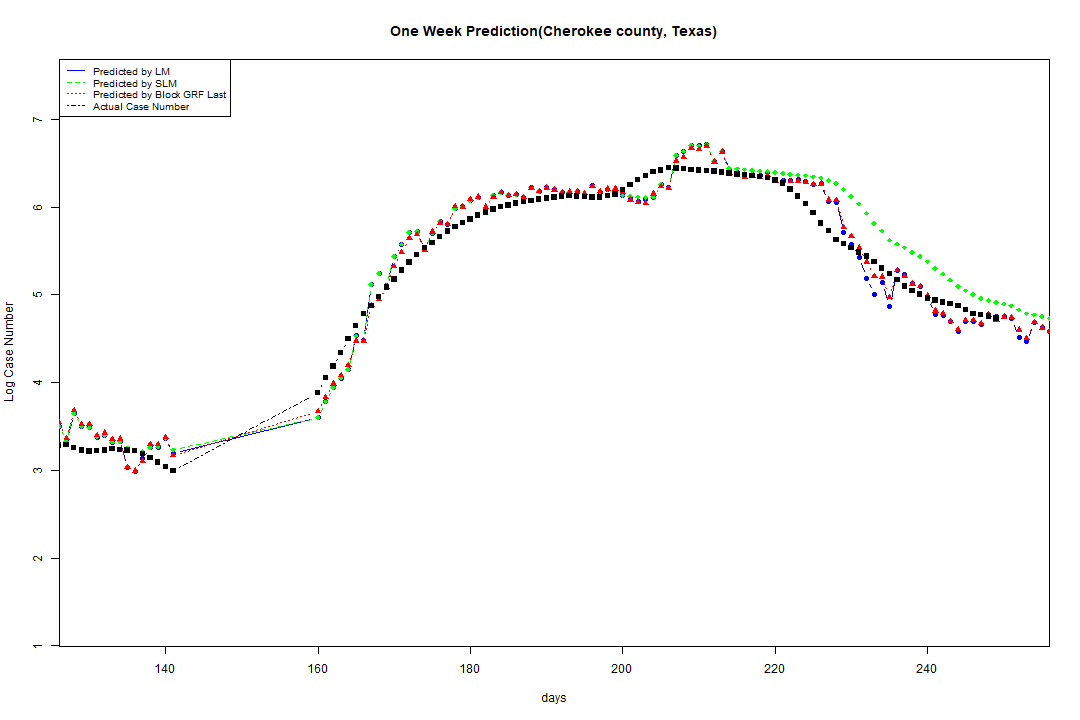 One Week Prediction(Cherokee county, Texas)
Predicted by LM
Predicted by SLM
Predicted by Block GRF Last
Actual Case Number
7
6
5
4
3
2
1
Log Case Number
140 160 180 200 220 240
days